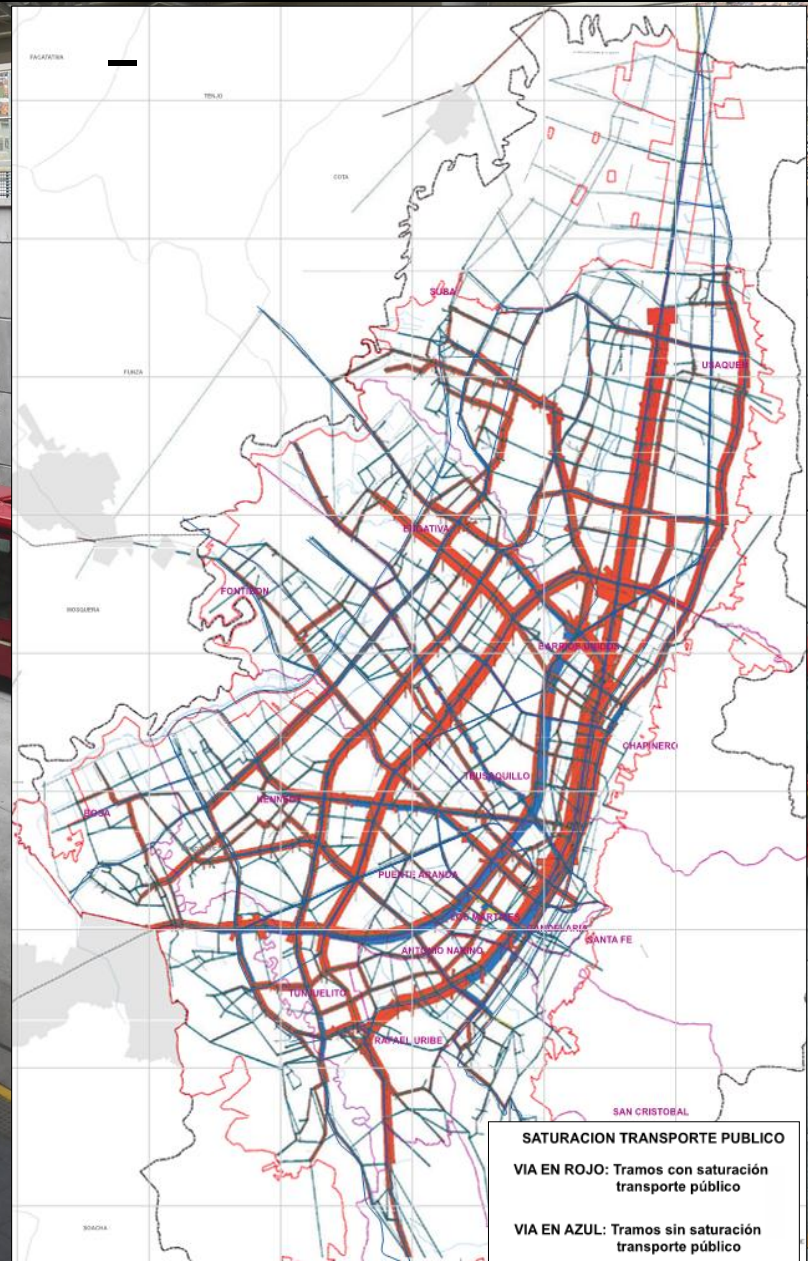 FACATATIVA
TENJO
COTA
SUBA
FUNZA
USAQUEN
ENGATIVA
FONTIBON
MOSQUERA
BARRIOS UNIDOS
CHAPINERO
TEUSAQUILLO
KENNEDY
BOSA
PUENTE ARANDA
LOS MARTIRES
CANDELARIA
SANTA FE
ANTONIO NARIÑO
TUNJUELITO
RAFAEL URIBE
SAN CRISTOBAL
SOACHA
SATURACION TRANSPORTE PUBLICO
VIA EN ROJO: Tramos con saturación
transporte público
VIA EN AZUL: Tramos sin saturación
transporte público